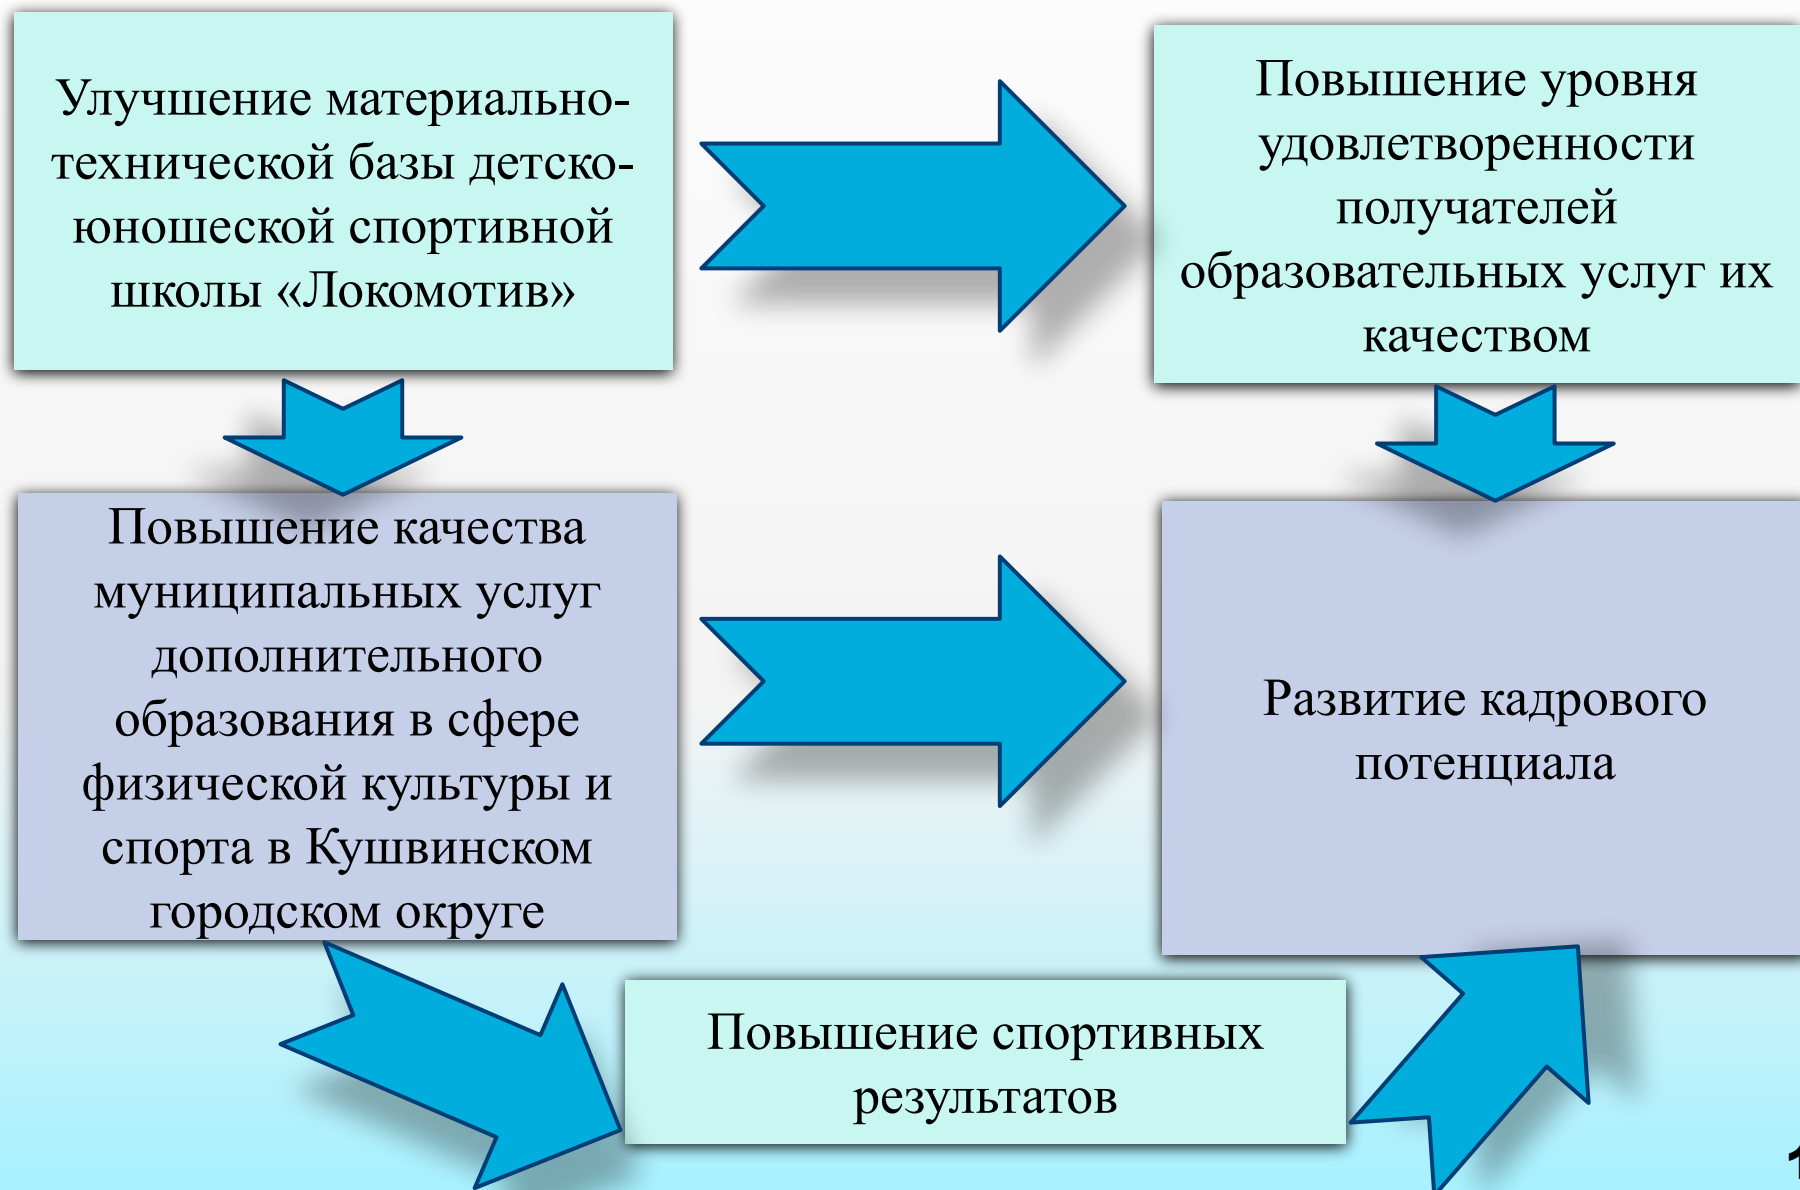 Улучшение материально-
технической базы детско-
юношеской спортивной
школы «Локомотив»
Повышение уровня
удовлетворенности
получателей
образовательных услуг их
качеством
Повышение качества
муниципальных услуг
дополнительного
образования в сфере
физической культуры и
спорта в Кушвинском
городском округе
Развитие кадрового
потенциала
Повышение спортивных
результатов